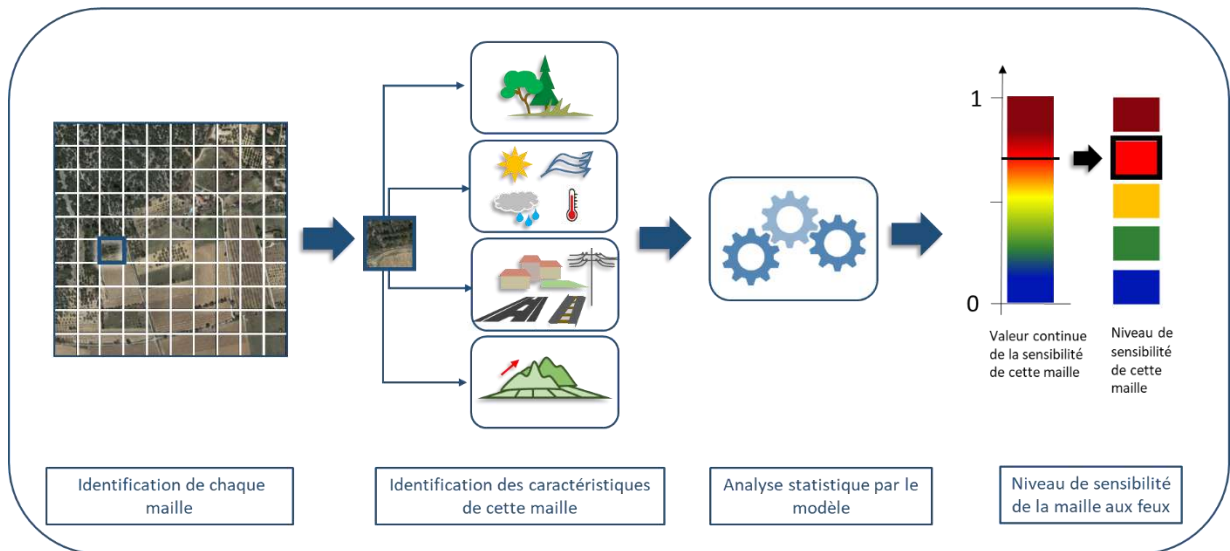 1
0
Valeur continue
de la sensibilité
de cette maille
Niveau de
sensibilité
de cette
maille
Identification de chaque
maille
Identification des caractéristiques
de cette maille
Analyse statistique par le
modèle
Niveau de sensibilité
de la maille aux feux